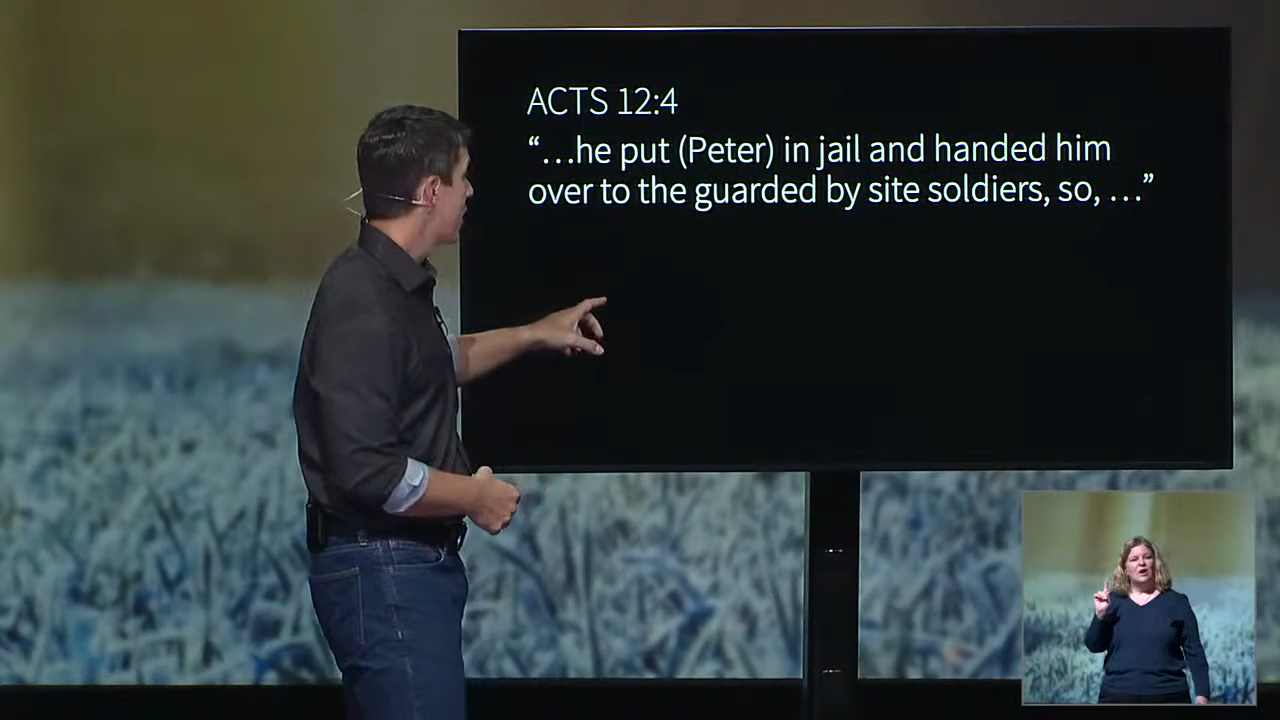 ACTS 12:4
“…he put (Peter) in jail and handed him
over to the guarded by site soldiers, so, …”